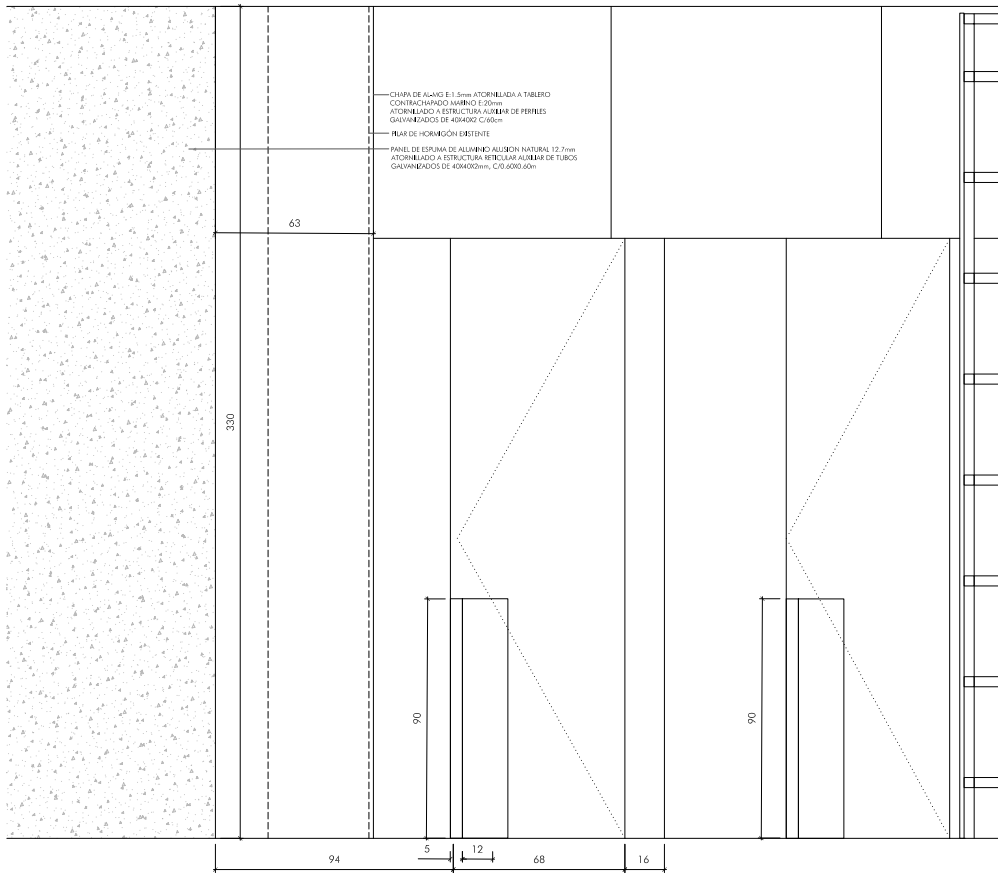 CHAPA DE AL-MG E:1.5mm ATORNILLADA A TABLERO
CONTRACHAPADO MARINO E:20mm
ATORNILLADO A ESTRUCTURA AUXILIAR DE PERFILES
GALVANIZADOS DE 40X40X2 C/60cm
PILAR DE HORMIGÓN EXISTENTE
PANEL DE ESPUMA DE ALUMINIO ALUSION NATURAL 12.7mm
ATORNILLADO A ESTRUCTURA RETICULAR AUXILIAR DE TUBOS
GALVANIZADOS DE 40X40X2mm, C/0.60X0.60m
63
330
90
90
94
5
12
68
16